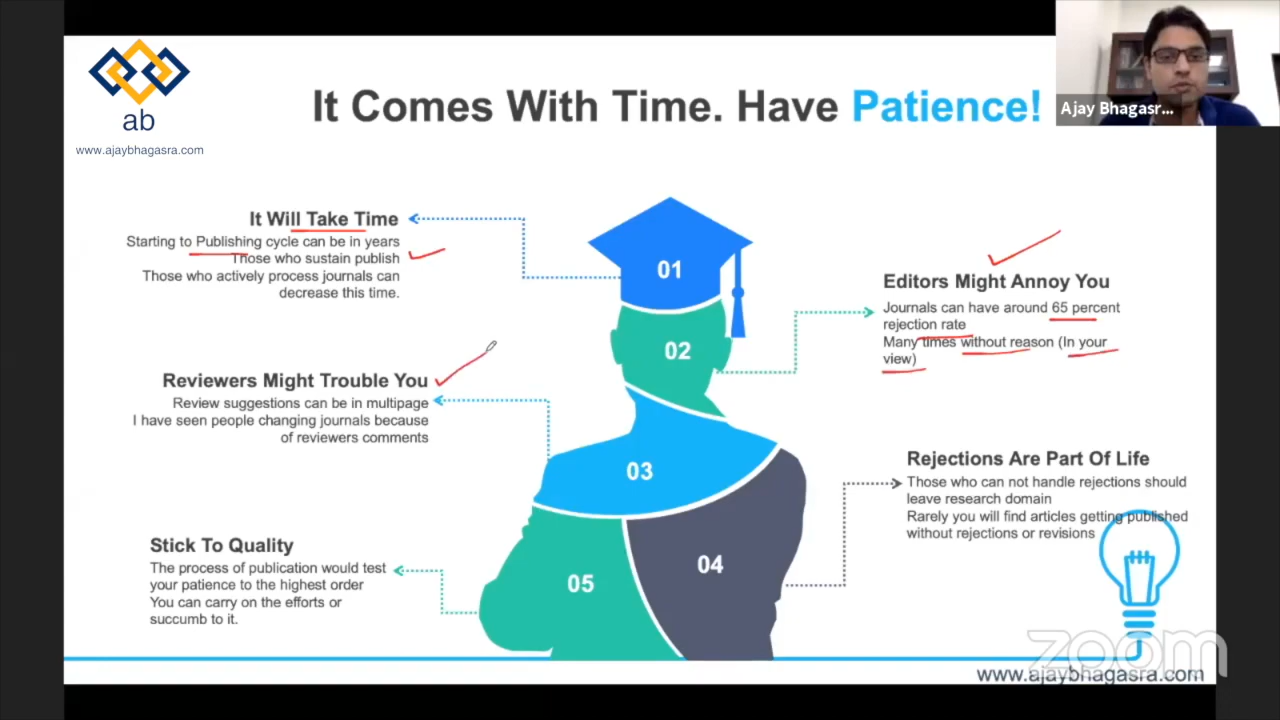 ab
www.ajaybhagasra.com
It Comes With Time. Have Patience!
Ajay Bhagasr...
It Will Take Time
Starting to Publishing cycle can be in years
Those who sustain publish
Those who actively process journals can
decrease this time.
01
Editors Might Annoy You
Journals can have around 65 percent
rejection rate
Many times without reason (In your
view)
02
Reviewers Might Trouble You
Review suggestions can be in multipage
I have seen people changing journals because
of reviewers comments
03
Rejections Are Part Of Life
Those who can not handle rejections should
leave research domain
Rarely you will find articles getting published
without rejections or revisions
04
Stick To Quality
The process of publication would test
your patience to the highest order
You can carry on the efforts or
succumb to it.
05
zoom
www.ajaybhagasra.com